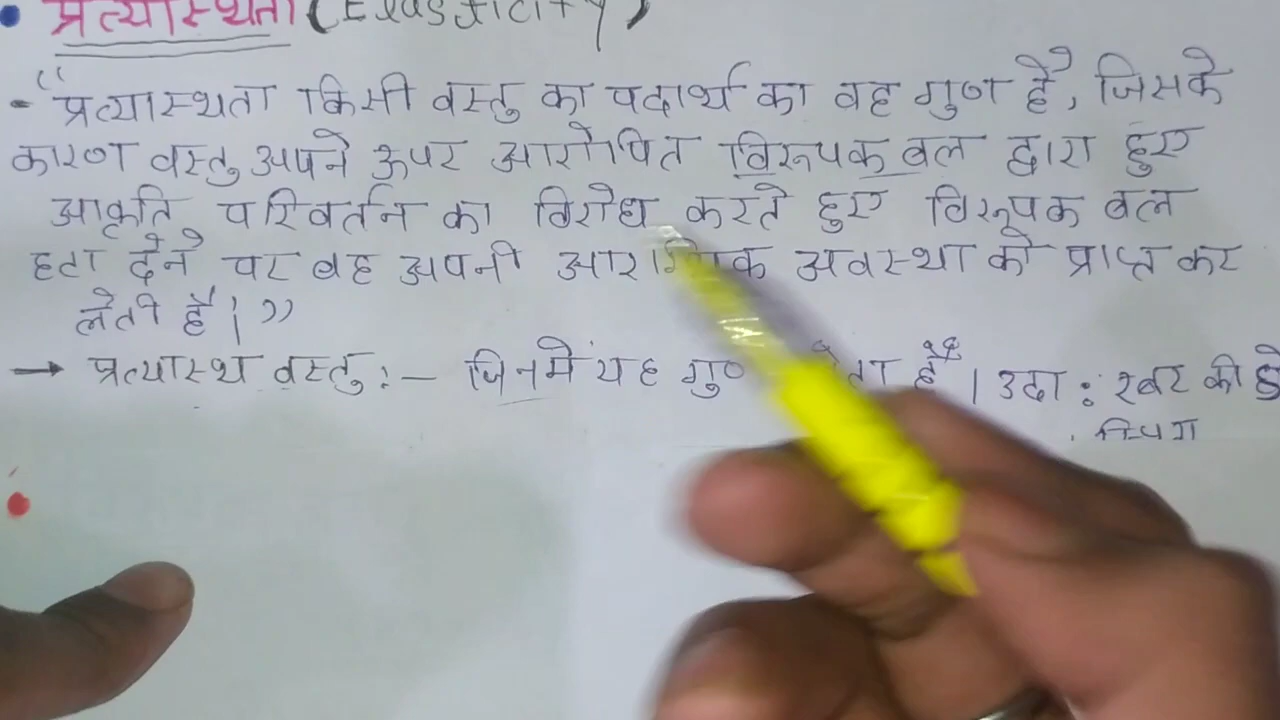 • प्रत्यास्थता (Elasticity)
- "प्रत्यास्थता किसी वस्तु का पदार्थ का वह गुण है, जिसके
कारण वस्तु अपने ऊपर आरोपित विरूपक बल द्वारा हुए
आकृति परिवर्तन का विरोध करते हुए विरूपक बल
हटा देने पर वह अपनी अवस्था को प्राप्त कर
लेती है।"
→ प्रत्यास्थ वस्तु :- जिनमें यह है। उदा : रबर की